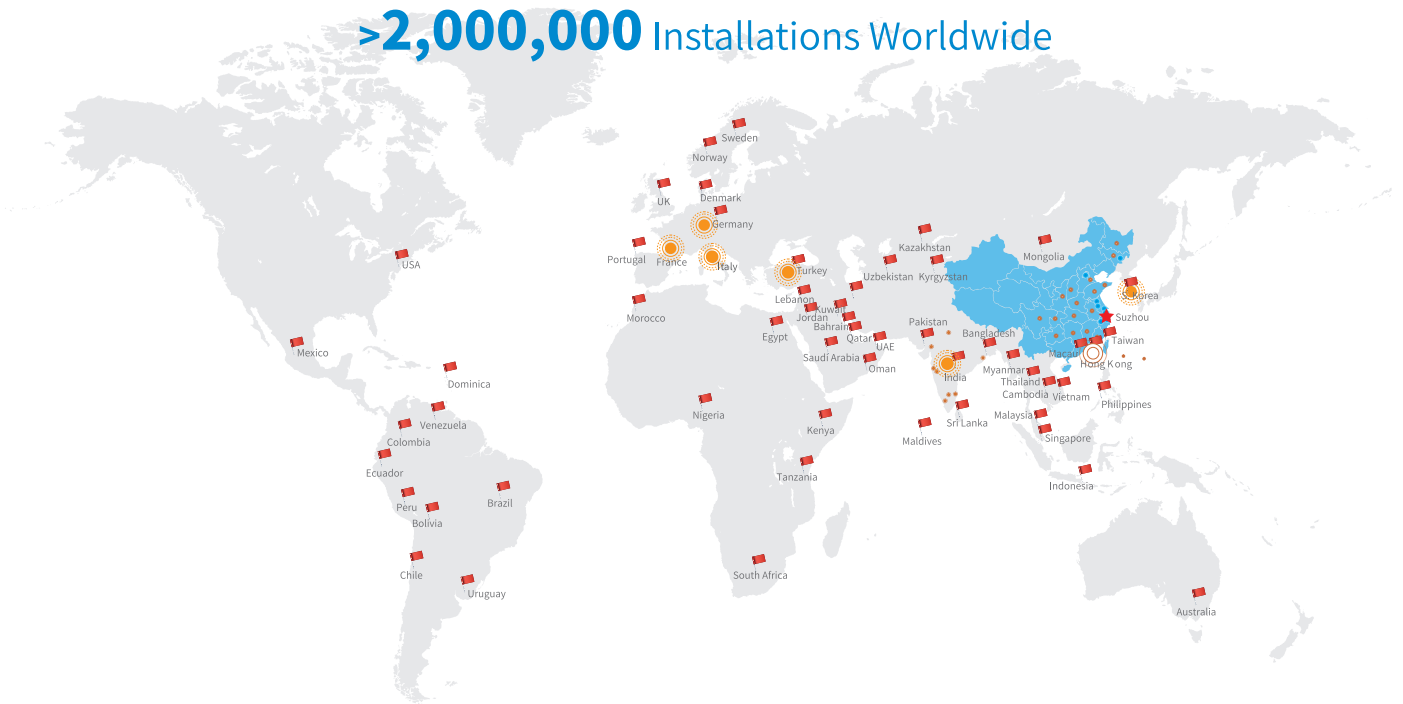 >2,000,000 Installations Worldwide
Sweden
Norway
UK
Denmark
Germany
Portugal
France
Italy
Turkey
Kazakhstan
Mongolia
Uzbekistan
Kyrgyzstan
USA
Lebanon
Kuwait
S. Korea
Morocco
Jordan
Suzhou
Egypt
Bahrain
Pakistan
Bangladesh
Qatar
UAE
Taiwan
Mexico
Saudi Arabia
Macau
Oman
Hong Kong
Myanmar
India
Thailand
Dominica
Cambodia
Vietnam
Philippines
Nigeria
Venezuela
Kenya
Sri Lanka
Malaysia
Colombia
Maldives
Singapore
Ecuador
Tanzania
Indonesia
Peru
Brazil
Bolivia
Chile
South Africa
Uruguay
Australia